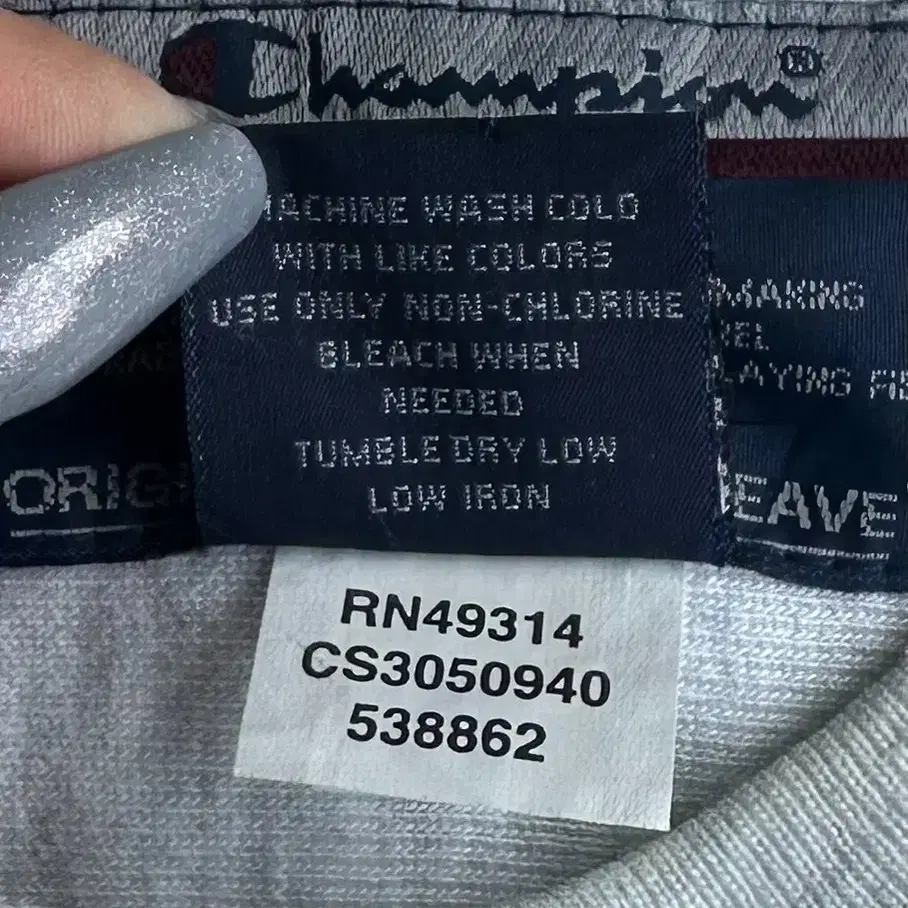 Champion®
MACHINE WASH COLD
WITH LIKE COLORS
USE ONLY NON-CHLORINE
BLEACH WHEN
NEEDED
TUMBLE DRY LOW
LOW IRON
RN49314
CS3050940
538862